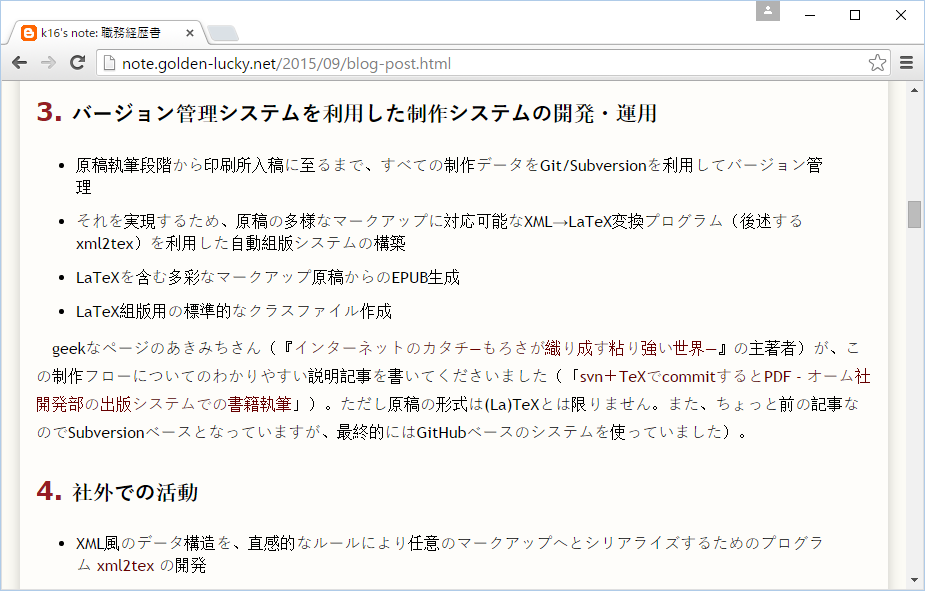 k16's note: 職務経歴書
note.golden-lucky.net/2015/09/blog-post.html
3. バージョン管理システムを利用した制作システムの開発・運用
• 原稿執筆段階から印刷所入稿に至るまで、すべての制作データをGit/Subversionを利用してバージョン管
理
• それを実現するため、原稿の多様なマークアップに対応可能なXML→LaTeX変換プログラム（後述する
xml2tex）を利用した自動組版システムの構築
• LaTeXを含む多彩なマークアップ原稿からのEPUB生成
• LaTeX組版用の標準的なクラスファイル作成
geekなページのあきみちさん（『インターネットのカタチ—もろさが織り成す粘り強い世界—』の主著者）が、こ
の制作フローについてのわかりやすい説明記事を書いてくださいました（「svn＋TeXでcommitするとPDF - オーム社
開発部の出版システムでの書籍執筆」）。ただし原稿の形式は(La)TeXとは限りません。また、ちょっと前の記事な
のでSubversionベースとなっていますが、最終的にはGitHubベースのシステムを使っていました）。
4. 社外での活動
• XML風のデータ構造を、直感的なルールにより任意のマークアップへとシリアライズするためのプログラ
ム xml2tex の開発